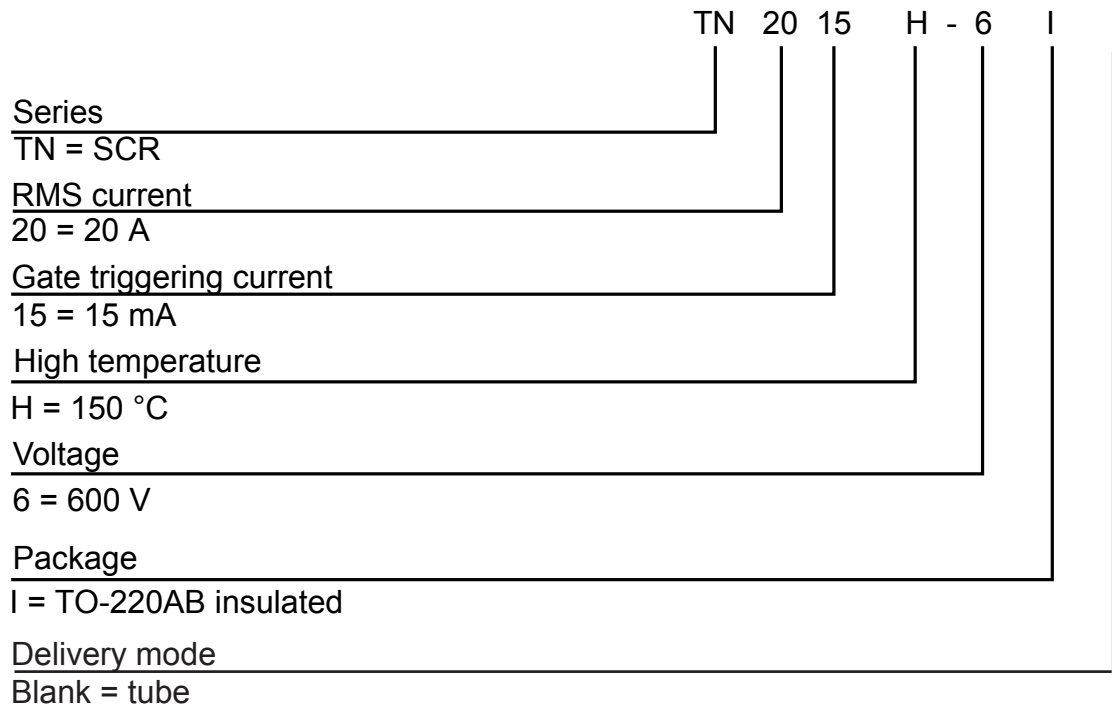 TN 20 15 H - 6 I
Series
TN = SCR
RMS current
20 = 20 A
Gate triggering current
15 = 15 mA
High temperature
H = 150 °C
Voltage
6 = 600 V
Package
I = TO-220AB insulated
Delivery mode
Blank = tube